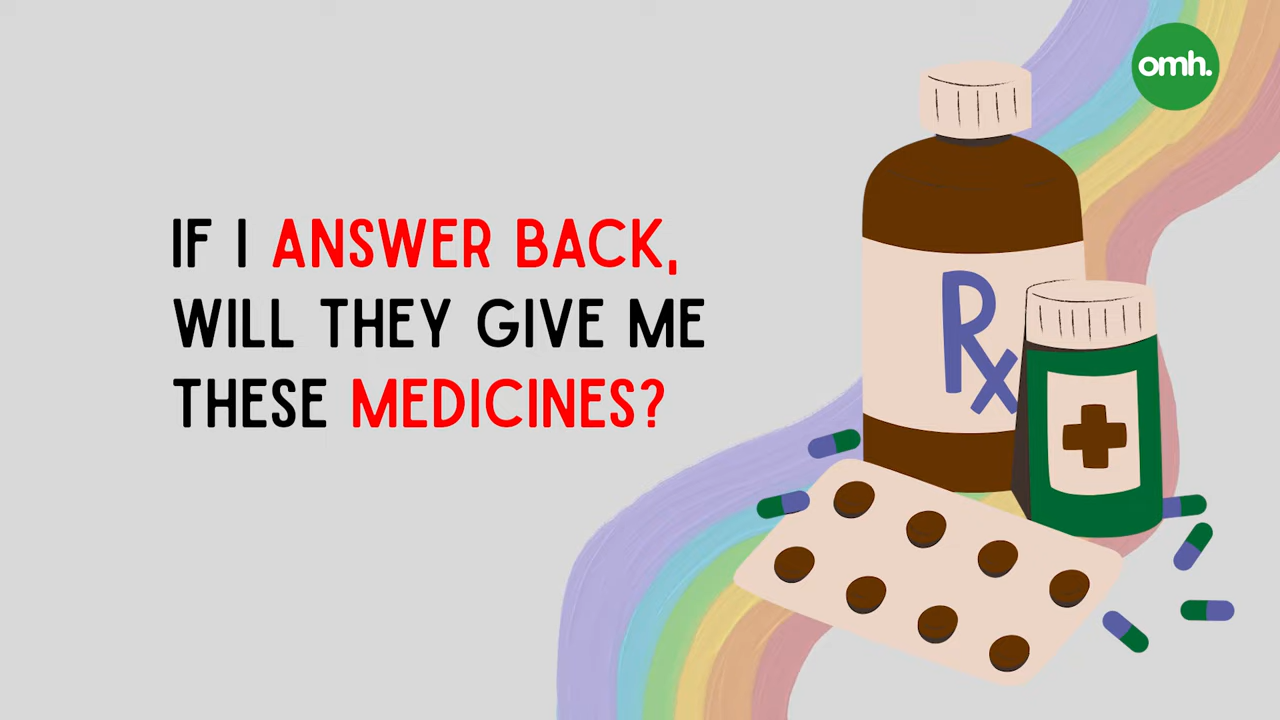 omh.
IF I ANSWER BACK,
WILL THEY GIVE ME
THESE MEDICINES?
Rx